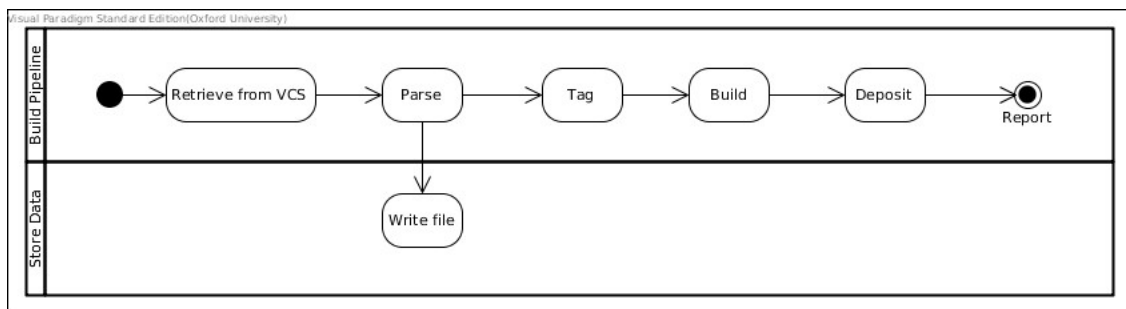 Visual Paradigm Standard Edition(Oxford University)
Build Pipeline
Retrieve from VCS
Parse
Tag
Build
Deposit
Report
Store Data
Write file